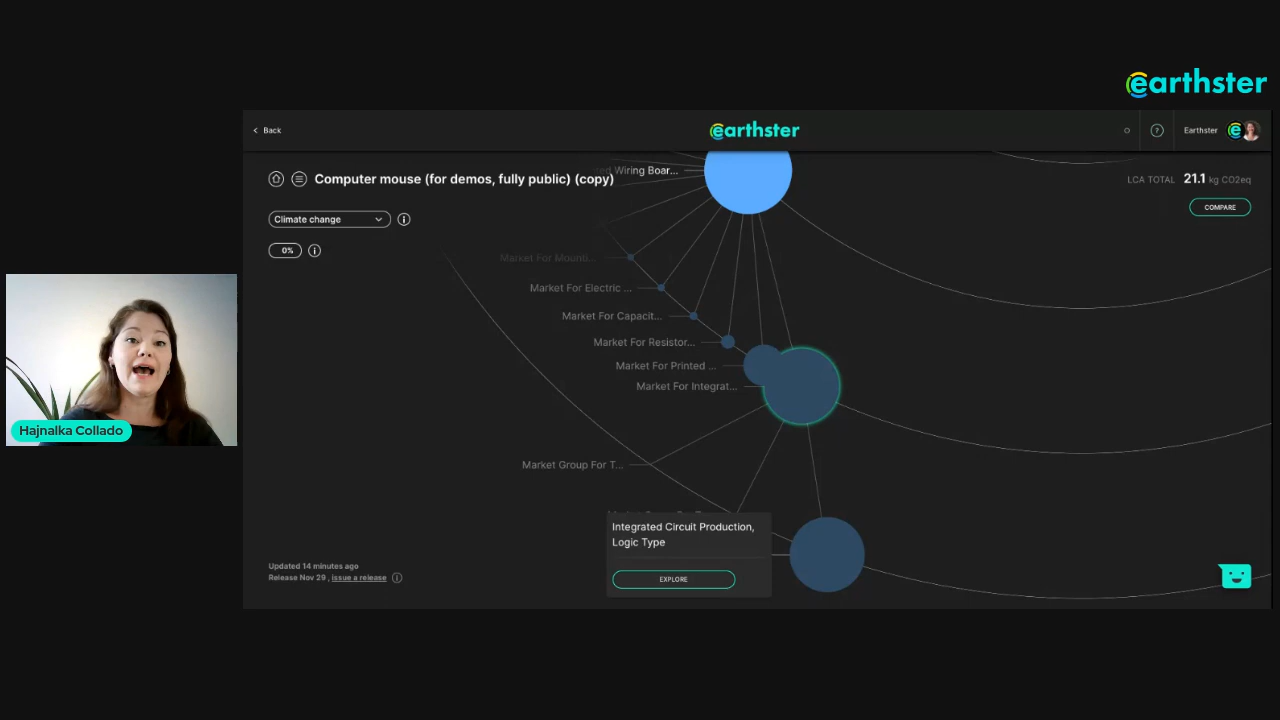 earthster
Back
earthster
?
Earthster
Computer mouse (for demos, fully public) (copy)
Wiring Boar...
LCA TOTAL 21.1 kg CO2eq
COMPARE
Climate change
0%
Market For Mounti...
Market For Electric ...
Market For Capacit...
Market For Resistor...
Market For Printed ...
Market For Integrat...
Market Group For T...
Integrated Circuit Production,
Logic Type
EXPLORE
Updated 14 minutes ago
Release Nov 29 , issue a release
Hajnalka Collado